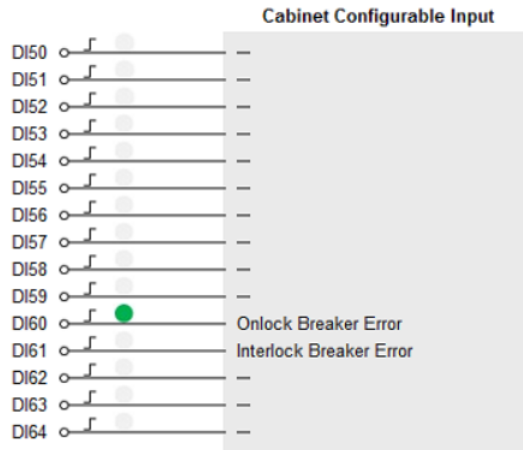 Cabinet Configurable Input
DI50 —
DI51 —
DI52 —
DI53 —
DI54 —
DI55 —
DI56 —
DI57 —
DI58 —
DI59 —
DI60 Onlock Breaker Error
DI61 Interlock Breaker Error
DI62 —
DI63 —
DI64 —